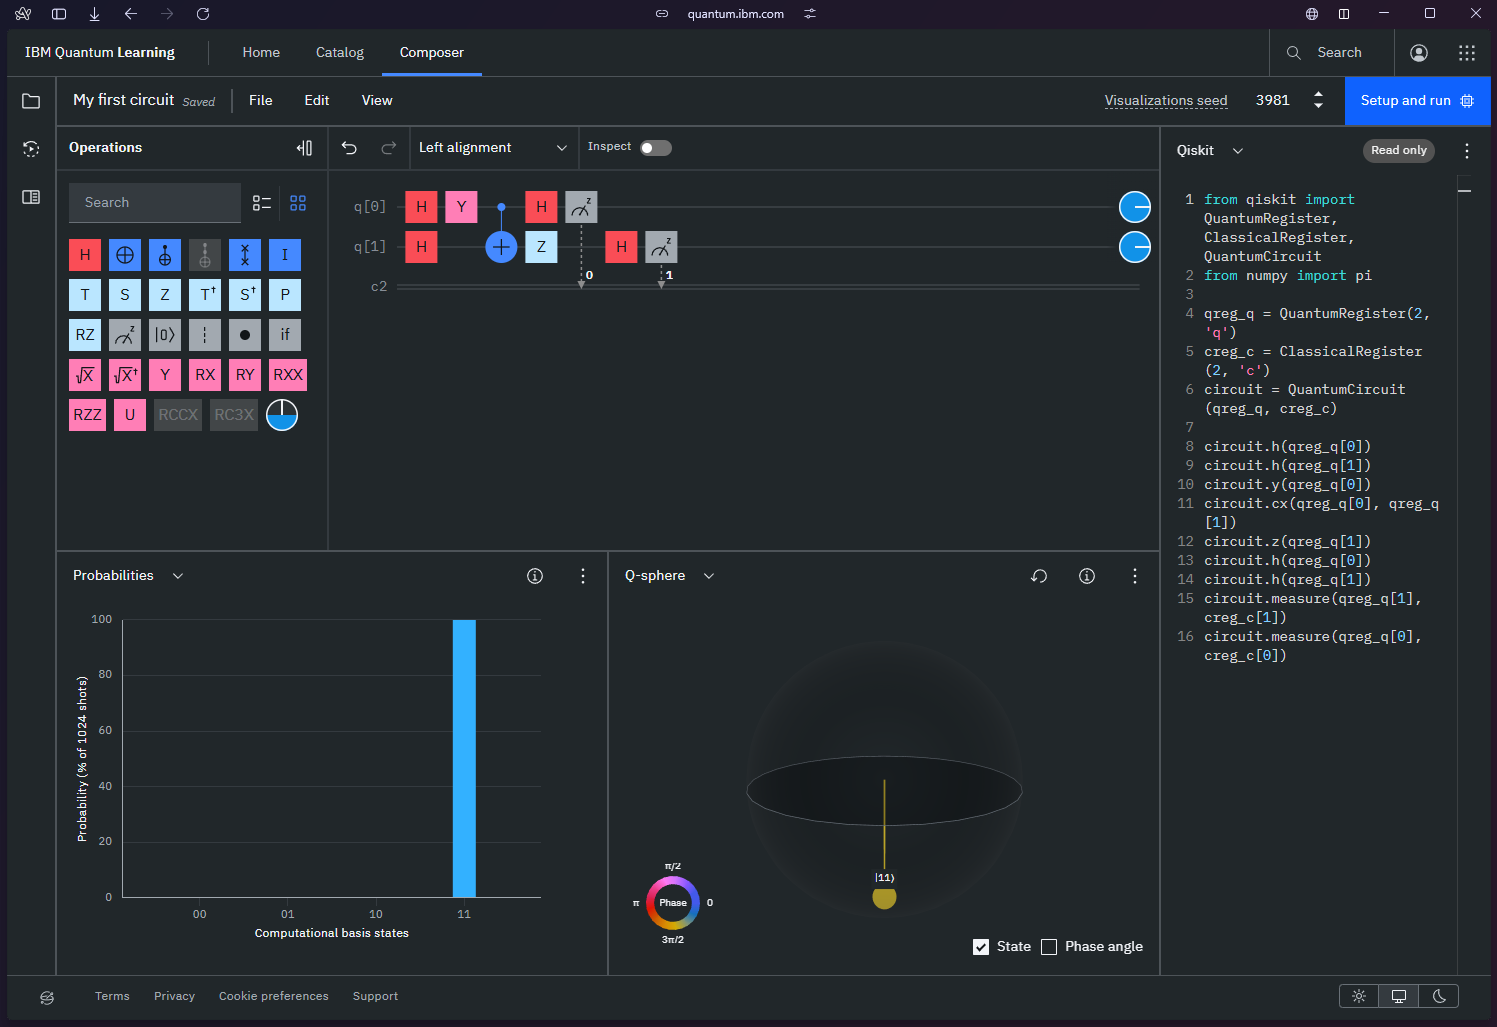 quantum.ibm.com
IBM Quantum Learning
Home
Catalog
Composer
Search
My first circuit
Saved
File
Edit
View
Visualizations seed
3981
Setup and run
Operations
Left alignment
Inspect
Qiskit
Read only
Search
H
I
T
S
Z
T†
S†
P
RZ
z
|0⟩
if
√X
√X†
Y
RX
RY
RXX
RZZ
U
RCCX
RC3X
q[0]
H
Y
H
z
q[1]
H
Z
H
z
0
1
c2
1 from qiskit import
QuantumRegister,
ClassicalRegister,
QuantumCircuit
2 from numpy import pi
3
4 qreg_q = QuantumRegister(2,
'q')
5 creg_c = ClassicalRegister
(2, 'c')
6 circuit = QuantumCircuit
(qreg_q, creg_c)
7
8 circuit.h(qreg_q[0])
9 circuit.h(qreg_q[1])
10 circuit.y(qreg_q[0])
11 circuit.cx(qreg_q[0], qreg_q
[1])
12 circuit.z(qreg_q[1])
13 circuit.h(qreg_q[0])
14 circuit.h(qreg_q[1])
15 circuit.measure(qreg_q[1],
creg_c[1])
16 circuit.measure(qreg_q[0],
creg_c[0])
Probabilities
Probability (% of 1024 shots)
100
80
60
40
20
0
00
01
10
11
Computational basis states
Q-sphere
|11⟩
π/2
π
Phase
0
3π/2
State
Phase angle
Terms
Privacy
Cookie preferences
Support